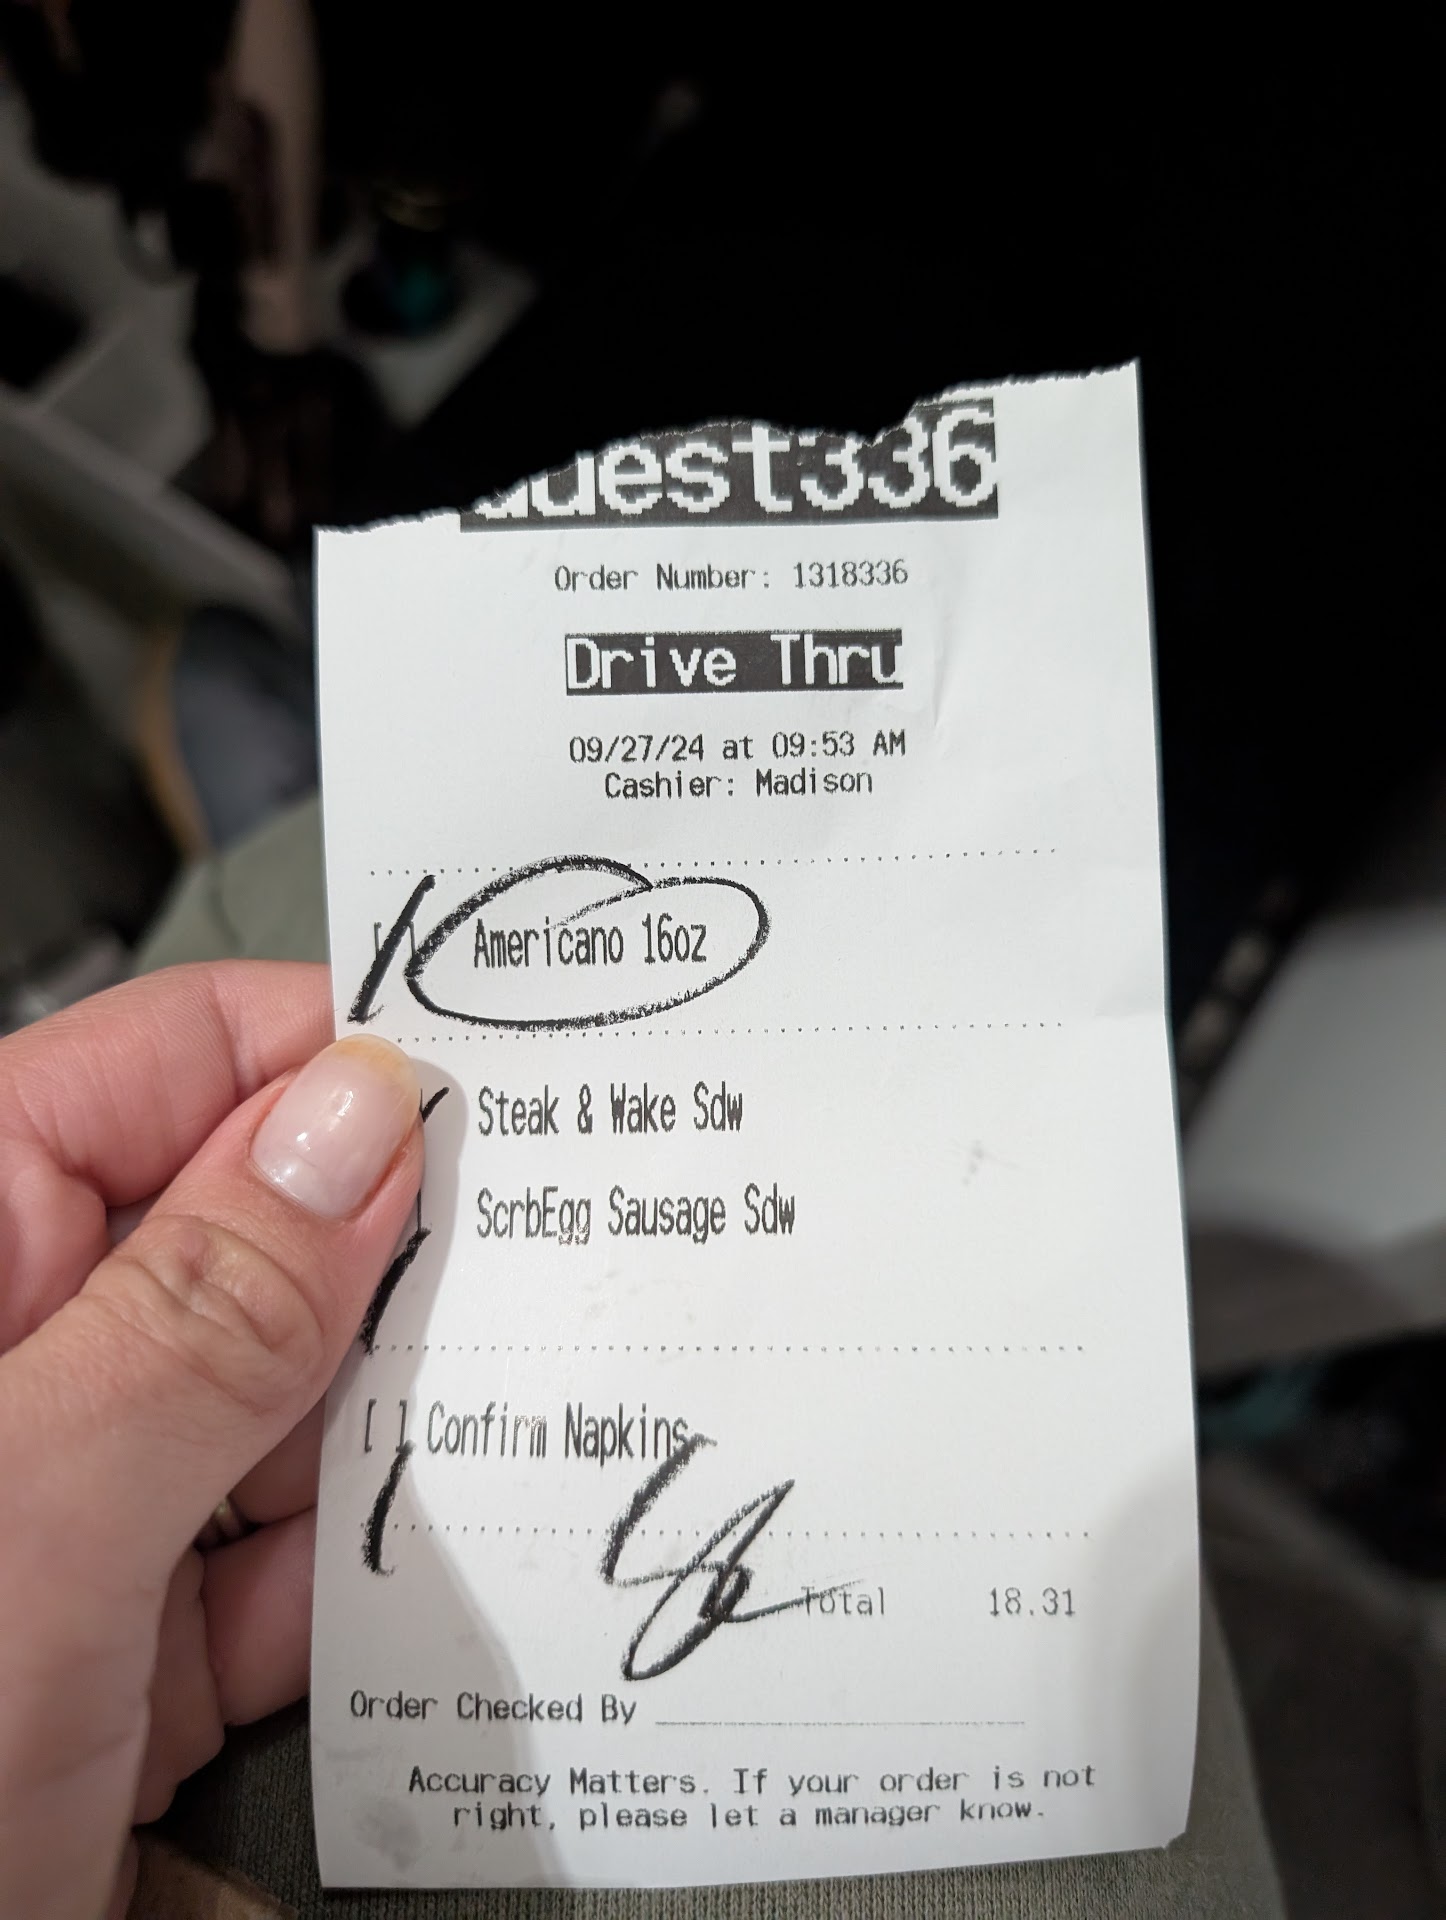 Guest336
Order Number: 1318336
Drive Thru
09/27/24 at 09:53 AM
Cashier: Madison
[ ] Americano 16oz
Steak & Wake Sdw
ScrbEgg Sausage Sdw
[ ] Confirm Napkins
Total 18.31
Order Checked By
Accuracy Matters. If your order is not
right, please let a manager know.